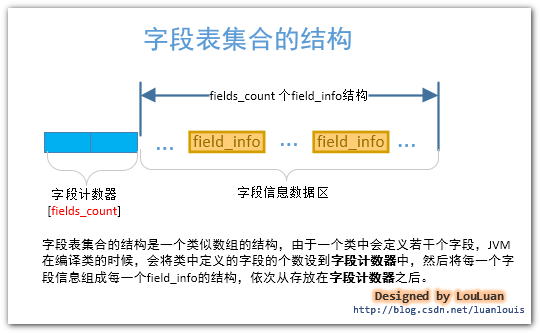 字段表集合的结构
fields_count 个field_info结构
... field_info ... field_info ...
字段计数器
[fields_count]
字段信息数据区
字段表集合的结构是一个类似数组的结构，由于一个类中会定义若干个字段，JVM
在编译类的时候，会将类中定义的字段的个数设到字段计数器中，然后将每一个字
段信息组成每一个field_info的结构，依次从存放在字段计数器之后。
Designed by LouLuan
http://blog.csdn.net/luanlouis